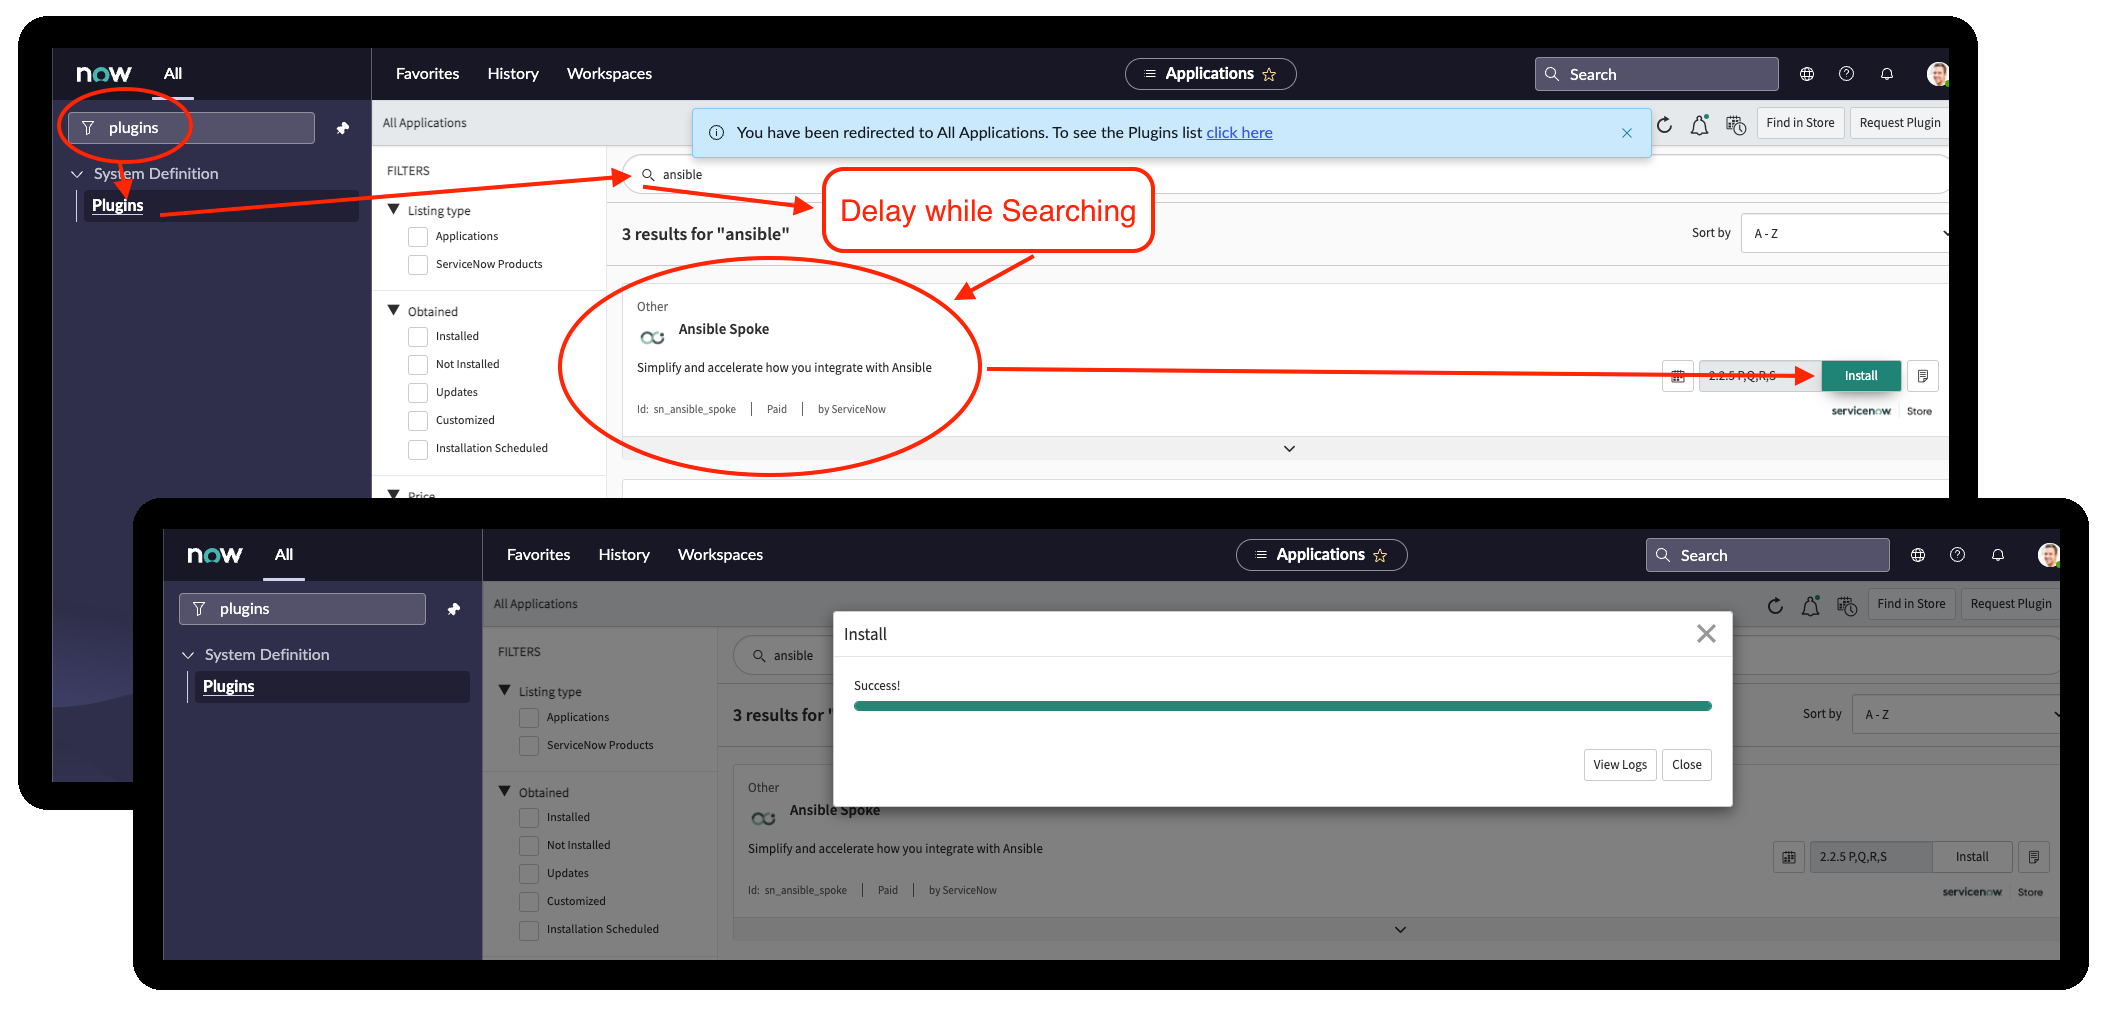 now
All
Favorites
History
Workspaces
Applications
Search
plugins
System Definition
Plugins
All Applications
You have been redirected to All Applications. To see the Plugins list click here
Find in Store
Request Plugin
FILTERS
ansible
Delay while Searching
Listing type
Applications
ServiceNow Products
3 results for "ansible"
Sort by
A - Z
Obtained
Installed
Not Installed
Updates
Customized
Installation Scheduled
Price
Other
Ansible Spoke
Simplify and accelerate how you integrate with Ansible
Id: sn_ansible_spoke
Paid
by ServiceNow
2.2.5 P,Q,R,S
Install
servicenow
Store
now
All
Favorites
History
Workspaces
Applications
Search
plugins
System Definition
Plugins
All Applications
Find in Store
Request Plugin
FILTERS
ansible
Install
Success!
View Logs
Close
Listing type
Applications
ServiceNow Products
3 results for "
Sort by
A - Z
Obtained
Installed
Not Installed
Updates
Customized
Installation Scheduled
Other
Ansible Spoke
Simplify and accelerate how you integrate with Ansible
Id: sn_ansible_spoke
Paid
by ServiceNow
2.2.5 P,Q,R,S
Install
servicenow
Store